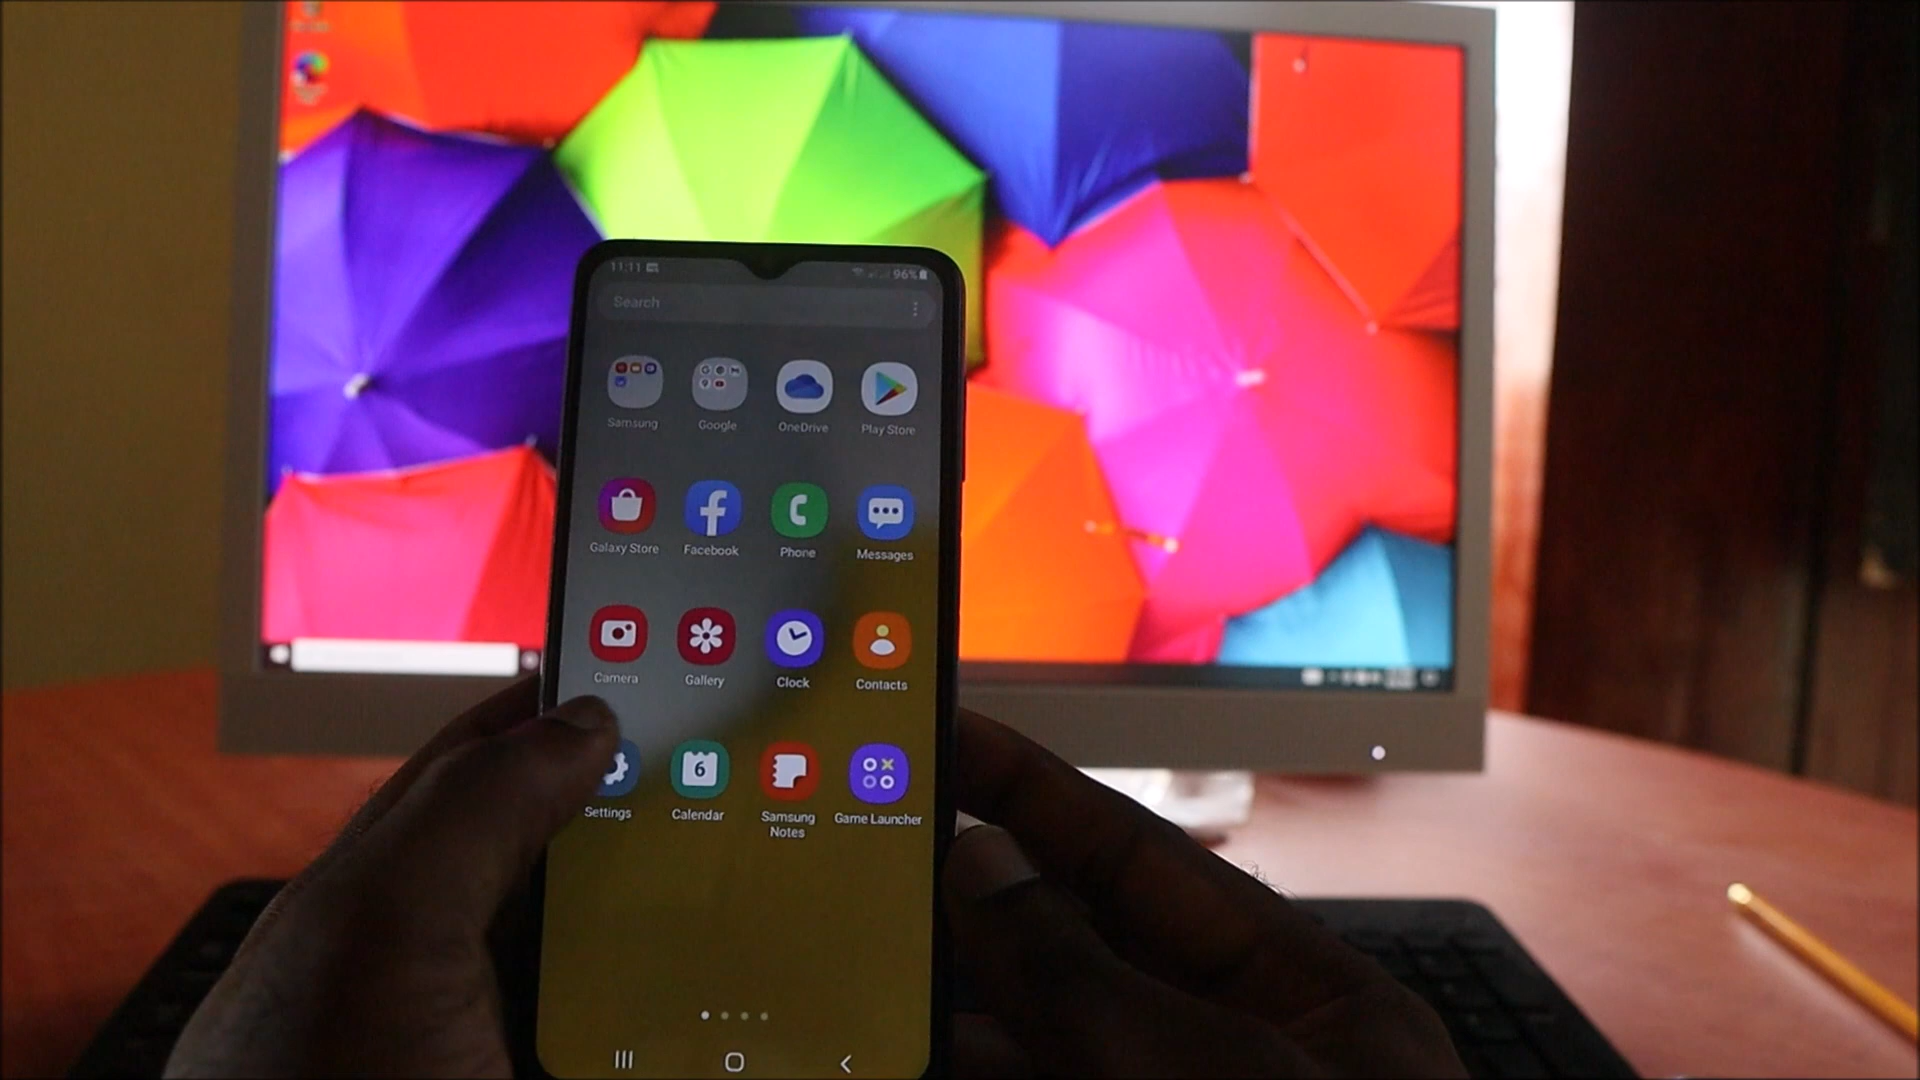 11:11
96%
Search
Samsung
Google
OneDrive
Play Store
Galaxy Store
Facebook
Phone
Messages
Camera
Gallery
Clock
Contacts
6
Settings
Calendar
Samsung
Notes
Game Launcher